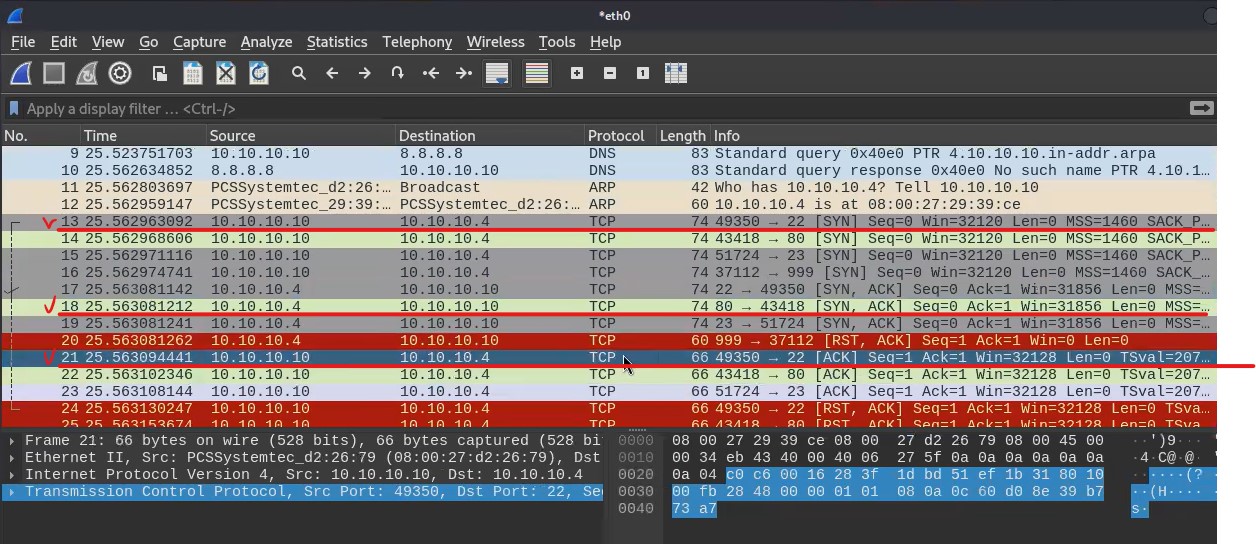 *eth0
File Edit View Go Capture Analyze Statistics Telephony Wireless Tools Help
Apply a display filter … <Ctrl-/>
No. Time Source Destination Protocol Length Info
9 25.523751703 10.10.10.10 8.8.8.8 DNS 83 Standard query 0x40e0 PTR 4.10.10.10.in-addr.arpa
10 25.562634852 8.8.8.8 10.10.10.10 DNS 83 Standard query response 0x40e0 No such name PTR 4.10.1…
11 25.562803697 PCSSystemtec_d2:26:… Broadcast ARP 42 Who has 10.10.10.4? Tell 10.10.10.10
12 25.562959147 PCSSystemtec_29:39:… PCSSystemtec_d2:26:… ARP 60 10.10.10.4 is at 08:00:27:29:39:ce
13 25.562963092 10.10.10.10 10.10.10.4 TCP 74 49350 → 22 [SYN] Seq=0 Win=32120 Len=0 MSS=1460 SACK_P…
14 25.562968606 10.10.10.10 10.10.10.4 TCP 74 43418 → 80 [SYN] Seq=0 Win=32120 Len=0 MSS=1460 SACK_P…
15 25.562971116 10.10.10.10 10.10.10.4 TCP 74 51724 → 23 [SYN] Seq=0 Win=32120 Len=0 MSS=1460 SACK_P…
16 25.562974741 10.10.10.10 10.10.10.4 TCP 74 37112 → 999 [SYN] Seq=0 Win=32120 Len=0 MSS=1460 SACK…
17 25.563081142 10.10.10.4 10.10.10.10 TCP 74 22 → 49350 [SYN, ACK] Seq=0 Ack=1 Win=31856 Len=0 MSS=…
18 25.563081212 10.10.10.4 10.10.10.10 TCP 74 80 → 43418 [SYN, ACK] Seq=0 Ack=1 Win=31856 Len=0 MSS=…
19 25.563081241 10.10.10.4 10.10.10.10 TCP 74 23 → 51724 [SYN, ACK] Seq=0 Ack=1 Win=31856 Len=0 MSS=…
20 25.563081262 10.10.10.4 10.10.10.10 TCP 60 999 → 37112 [RST, ACK] Seq=1 Ack=1 Win=0 Len=0
21 25.563094441 10.10.10.10 10.10.10.4 TCP 66 49350 → 22 [ACK] Seq=1 Ack=1 Win=32128 Len=0 TSval=207…
22 25.563102346 10.10.10.10 10.10.10.4 TCP 66 43418 → 80 [ACK] Seq=1 Ack=1 Win=32128 Len=0 TSval=207…
23 25.563108144 10.10.10.10 10.10.10.4 TCP 66 51724 → 23 [ACK] Seq=1 Ack=1 Win=32128 Len=0 TSval=207…
24 25.563130247 10.10.10.10 10.10.10.4 TCP 66 49350 → 22 [RST, ACK] Seq=1 Ack=1 Win=32128 Len=0 TSva…
25 25.563153674 10.10.10.10 10.10.10.4 TCP 66 43418 → 80 [RST, ACK] Seq=1 Ack=1 Win=32128 Len=0 TSva…
Frame 21: 66 bytes on wire (528 bits), 66 bytes captured (528 bi 0000 08 00 27 29 39 ce 08 00 27 d2 26 79 08 00 45 00 ··')9···
Ethernet II, Src: PCSSystemtec_d2:26:79 (08:00:27:d2:26:79), Dst 0010 00 34 eb 43 40 00 40 06 27 5f 0a 0a 0a 0a 0a 0a ·4·C@·@·
Internet Protocol Version 4, Src: 10.10.10.10, Dst: 10.10.10.4 0020 0a 04 c0 c6 00 16 28 3f 1d bd 51 ef 1b 31 80 10 ······(?
Transmission Control Protocol, Src Port: 49350, Dst Port: 22, Se 0030 00 fb 28 48 00 00 01 01 08 0a 0c 60 d0 8e 39 b7 ··(H····
0040 73 a7 s·